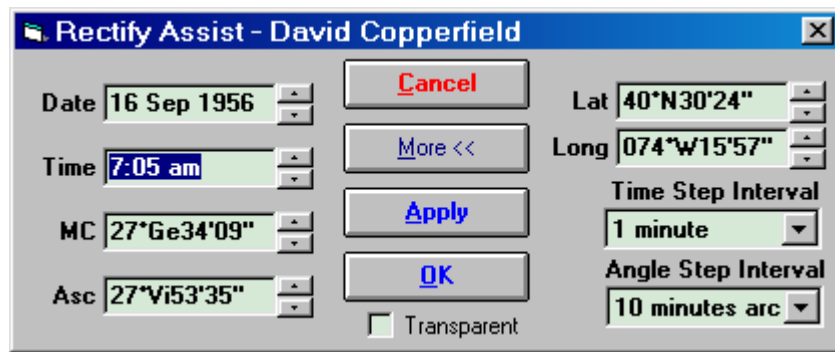 Rectify Assist - David Copperfield
Date 16 Sep 1956
Time 7:05 am
MC 27°Ge34'09"
Asc 27°Vi53'35"
Cancel
More <<
Apply
OK
Transparent
Lat 40°N30'24"
Long 074°W15'57"
Time Step Interval
1 minute
Angle Step Interval
10 minutes arc